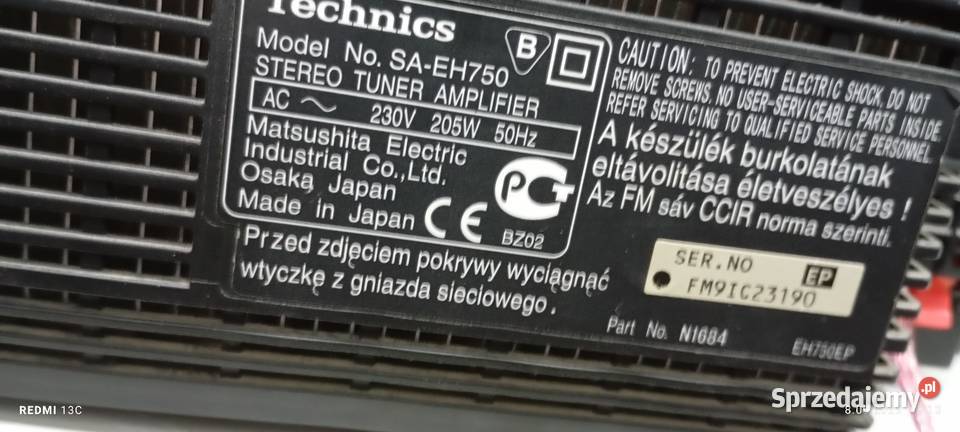 Technics
Model No. SA-EH750
B
STEREO TUNER AMPLIFIER
AC 230V 205W 50Hz
Matsushita Electric
Industrial Co.,Ltd.
Osaka, Japan
Made in Japan
CE
BZ02
Przed zdjęciem pokrywy wyciągnąć
wtyczkę z gniazda sieciowego.
CAUTION: TO PREVENT ELECTRIC SHOCK, DO NOT
REMOVE SCREWS. NO USER-SERVICEABLE PARTS INSIDE
REFER SERVICING TO QUALIFIED SERVICE PERSONNEL.
A készülék burkolatának
eltávolitása életveszélyes !
Az FM sáv CCIR norma szerinti.
SER.NO EP
FM9IC23190
Part No. N1684
EH750EP
REDMI 13C
Sprzedajemy.pl